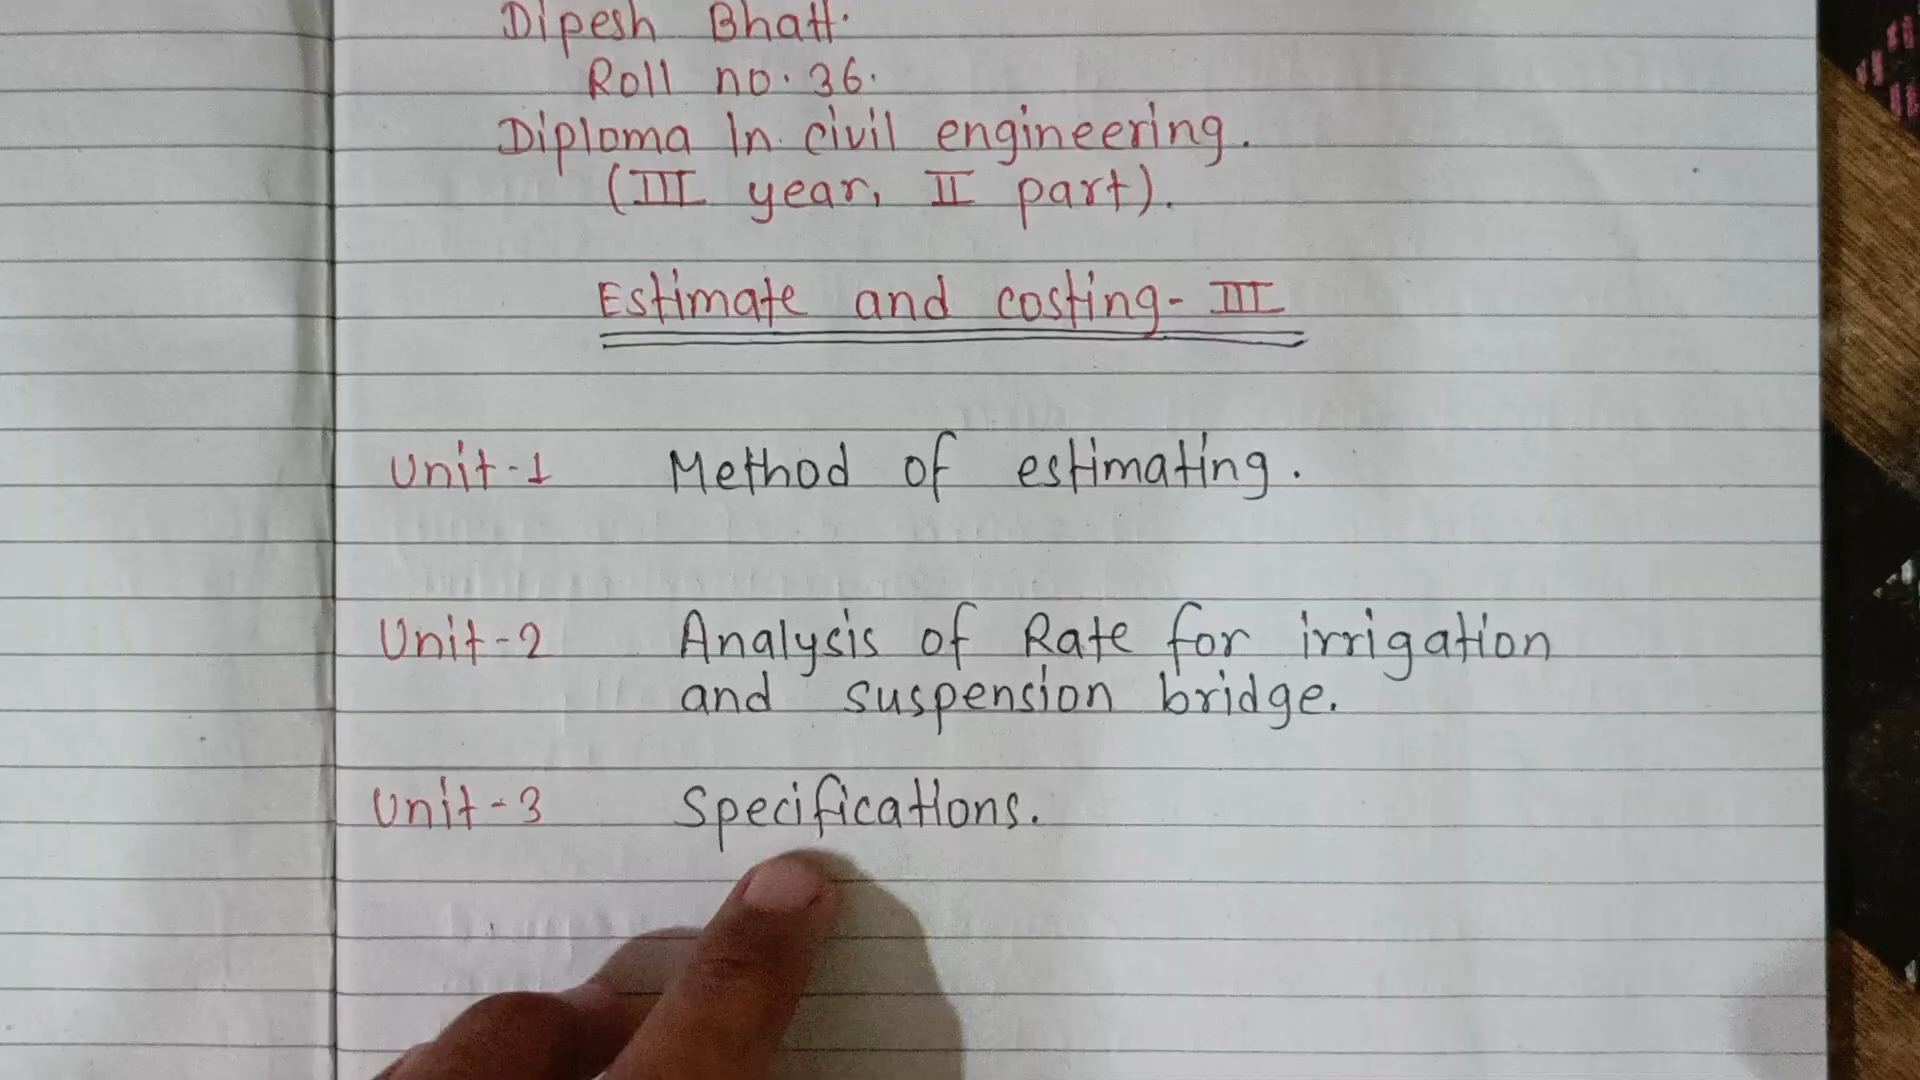 Dipesh Bhatt.
Roll no. 36.
Diploma In civil engineering.
(III year, II part).
Estimate and costing- III
Unit-1 Method of estimating.
Unit-2 Analysis of Rate for irrigation
and suspension bridge.
Unit-3 Specifications.